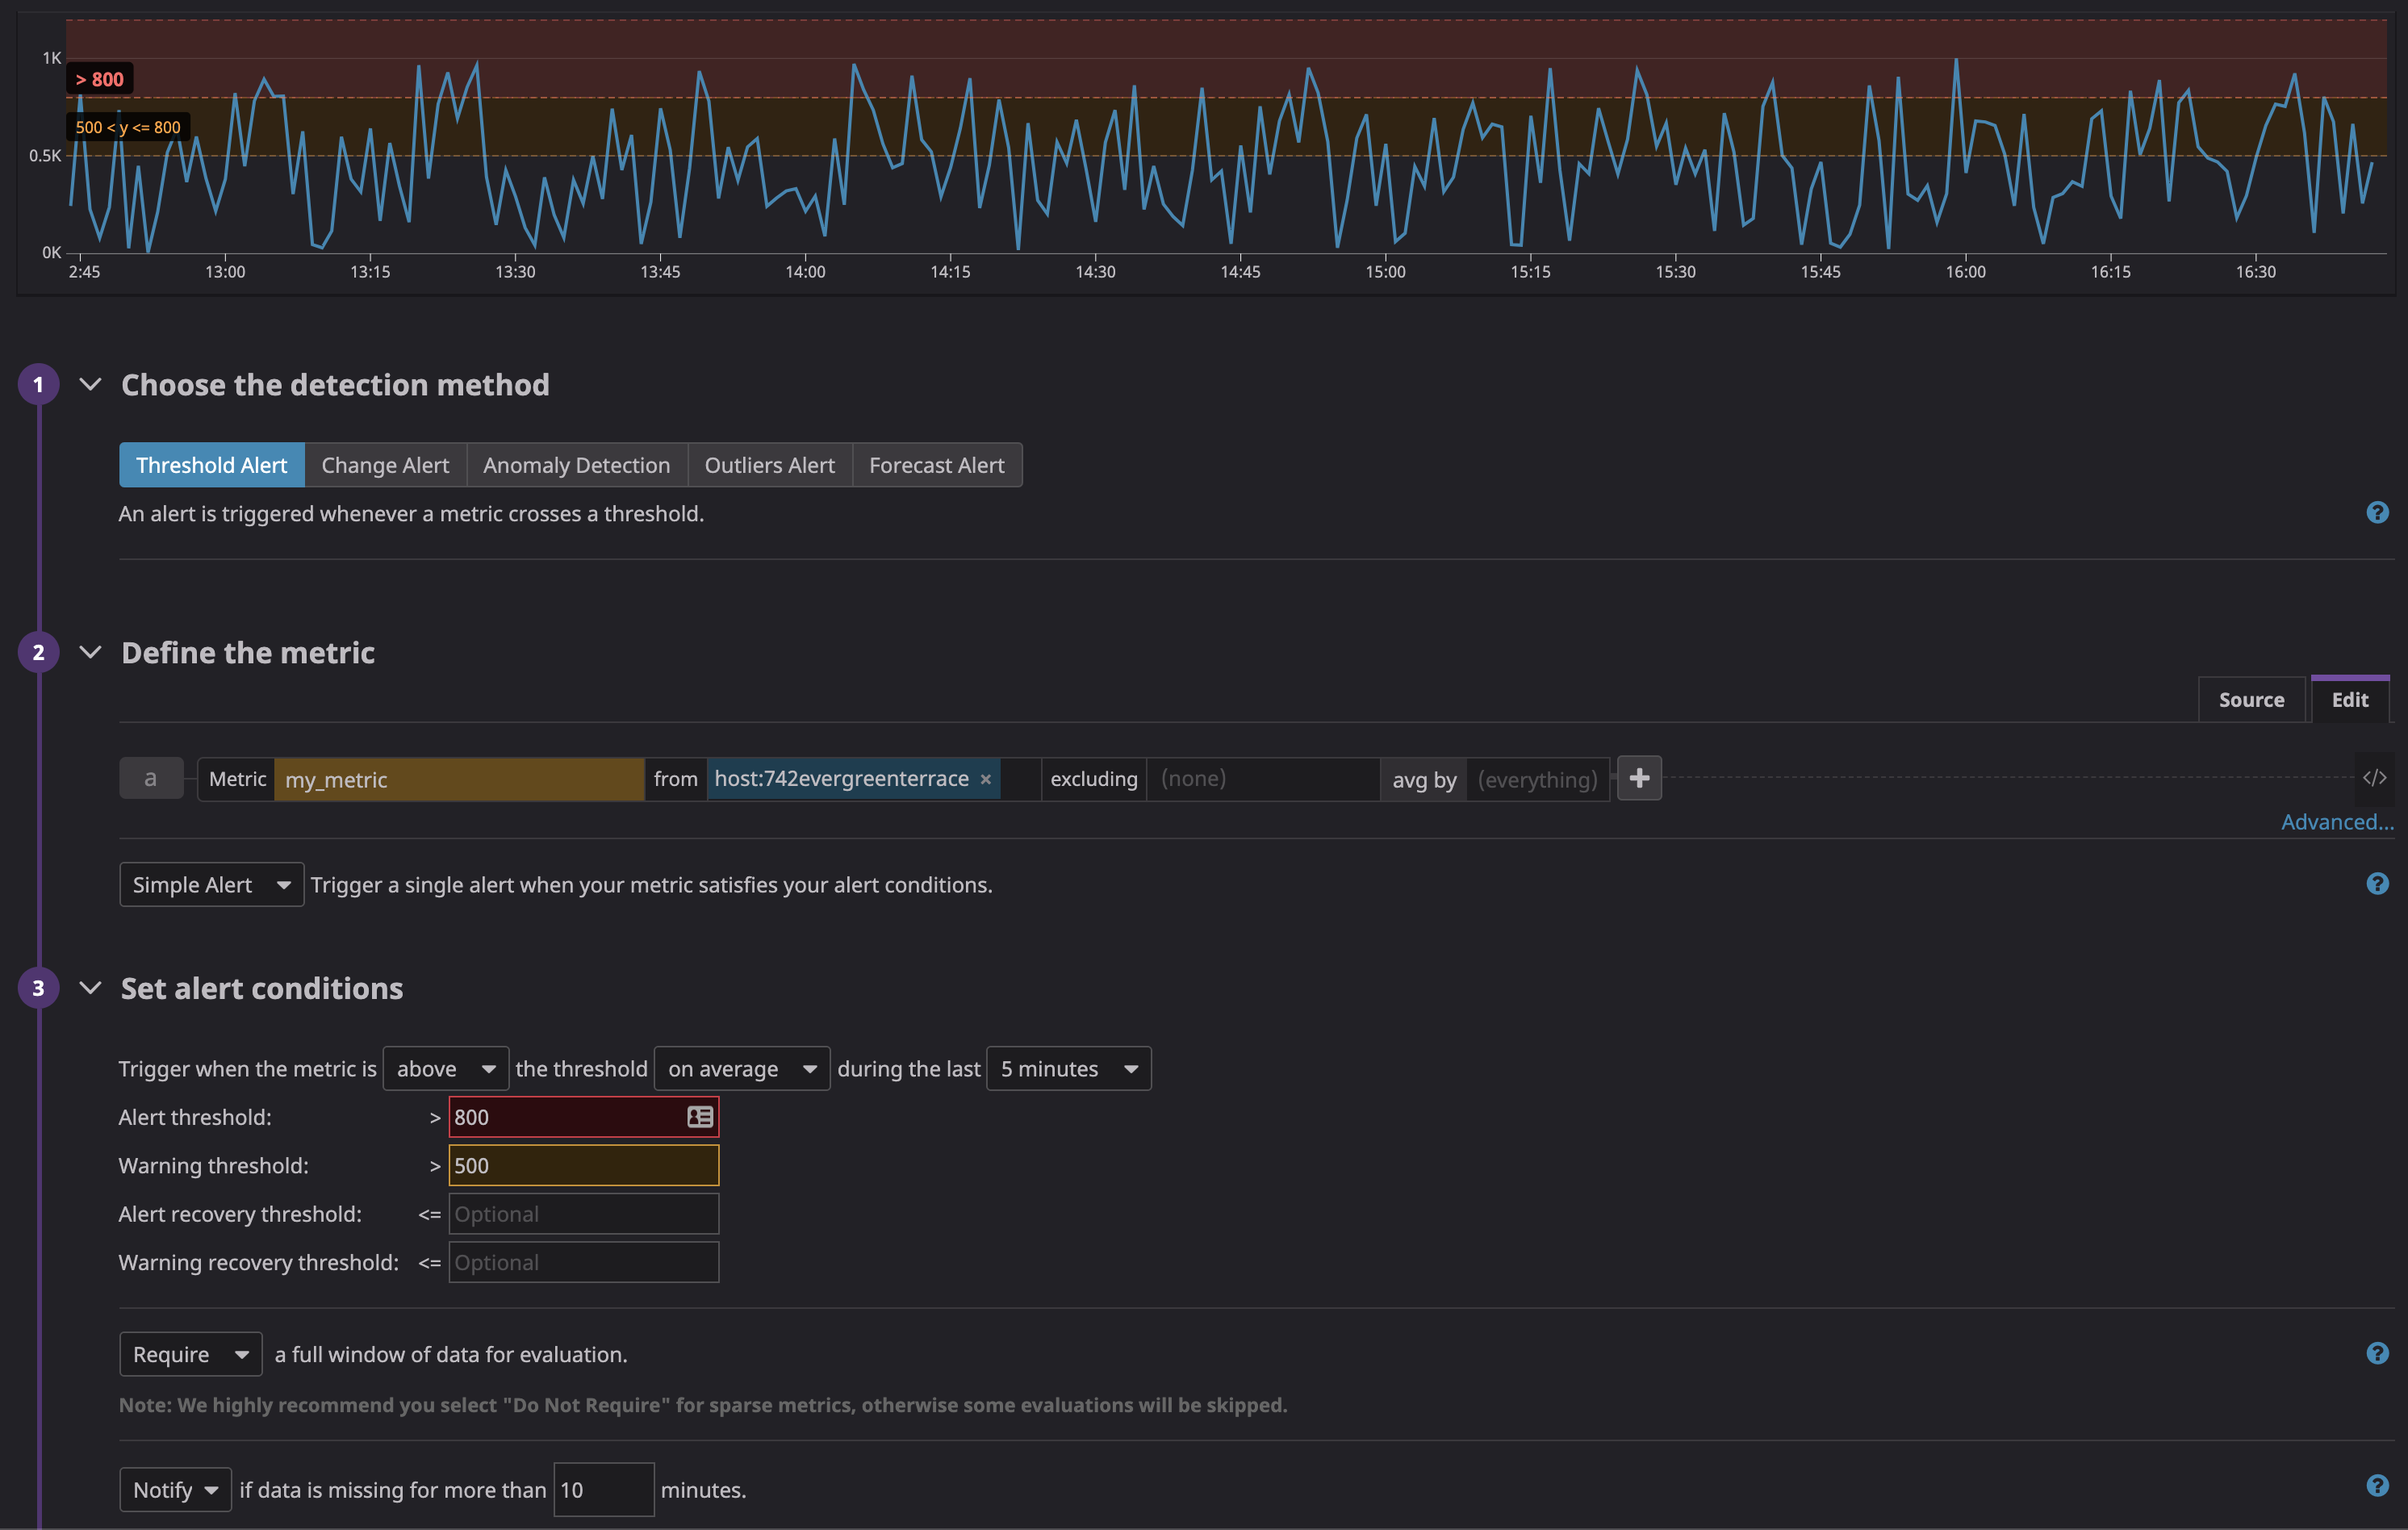 1K
> 800
500 < y <= 800
0.5K
0K
2:45 13:00 13:15 13:30 13:45 14:00 14:15 14:30 14:45 15:00 15:15 15:30 15:45 16:00 16:15 16:30
1 Choose the detection method
Threshold Alert Change Alert Anomaly Detection Outliers Alert Forecast Alert
An alert is triggered whenever a metric crosses a threshold. ?
2 Define the metric
Source Edit
a Metric my_metric from host:742evergreenterrace × excluding (none) avg by (everything) + </>
Advanced...
Simple Alert Trigger a single alert when your metric satisfies your alert conditions. ?
3 Set alert conditions
Trigger when the metric is above the threshold on average during the last 5 minutes
Alert threshold: > 800
Warning threshold: > 500
Alert recovery threshold: <= Optional
Warning recovery threshold: <= Optional
Require a full window of data for evaluation. ?
Note: We highly recommend you select "Do Not Require" for sparse metrics, otherwise some evaluations will be skipped.
Notify if data is missing for more than 10 minutes. ?